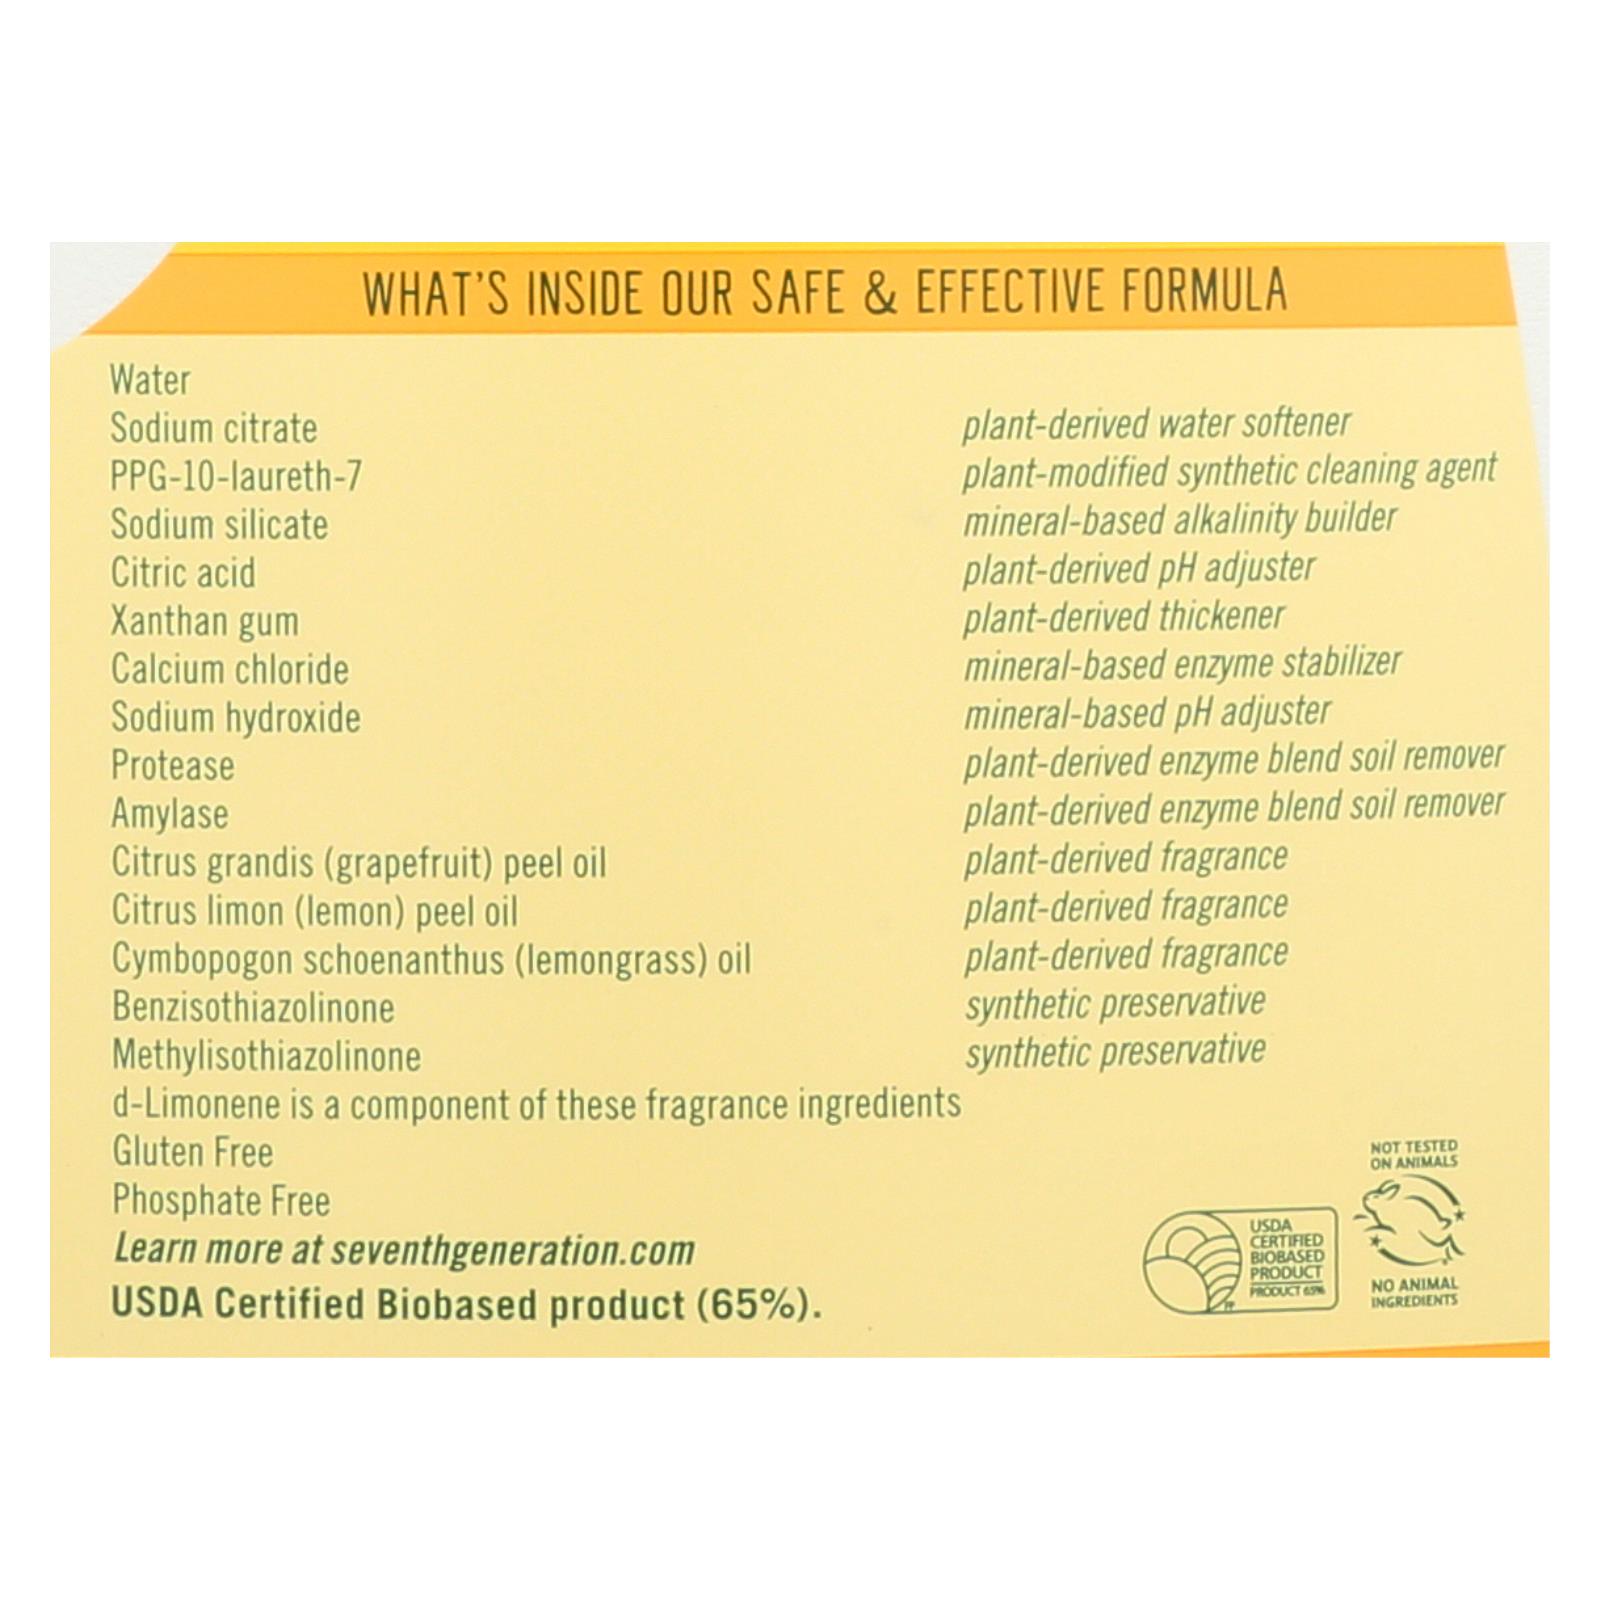 WHAT'S INSIDE OUR SAFE & EFFECTIVE FORMULA
Water
Sodium citrate plant-derived water softener
PPG-10-laureth-7 plant-modified synthetic cleaning agent
Sodium silicate mineral-based alkalinity builder
Citric acid plant-derived pH adjuster
Xanthan gum plant-derived thickener
Calcium chloride mineral-based enzyme stabilizer
Sodium hydroxide mineral-based pH adjuster
Protease plant-derived enzyme blend soil remover
Amylase plant-derived enzyme blend soil remover
Citrus grandis (grapefruit) peel oil plant-derived fragrance
Citrus limon (lemon) peel oil plant-derived fragrance
Cymbopogon schoenanthus (lemongrass) oil plant-derived fragrance
Benzisothiazolinone synthetic preservative
Methylisothiazolinone synthetic preservative
d-Limonene is a component of these fragrance ingredients
Gluten Free
Phosphate Free
Learn more at seventhgeneration.com
USDA Certified Biobased product (65%).
USDA
CERTIFIED
BIOBASED
PRODUCT
PRODUCT 65%
FP
NOT TESTED
ON ANIMALS
NO ANIMAL
INGREDIENTS